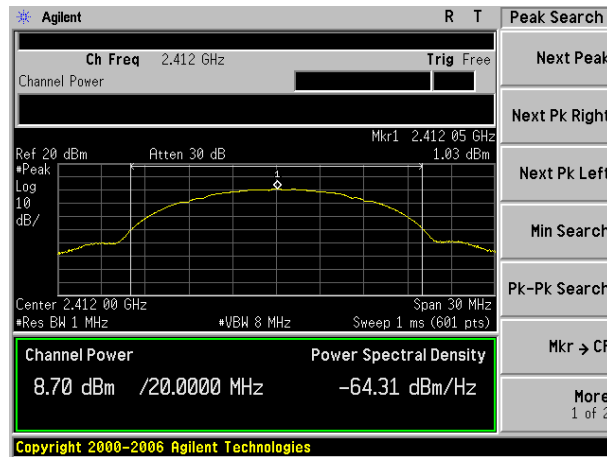 Agilent R T Peak Search
Ch Freq 2.412 GHz Trig Free
Channel Power
Next Peak
Next Pk Right
Mkr1 2.412 05 GHz
Ref 20 dBm Atten 30 dB 1.03 dBm
#Peak
Log
10
dB/
1
Next Pk Left
Min Search
Pk-Pk Search
Center 2.412 00 GHz Span 30 MHz
#Res BW 1 MHz #VBW 8 MHz Sweep 1 ms (601 pts)
Channel Power Power Spectral Density
8.70 dBm /20.0000 MHz -64.31 dBm/Hz
Mkr → CF
More
1 of 2
Copyright 2000-2006 Agilent Technologies